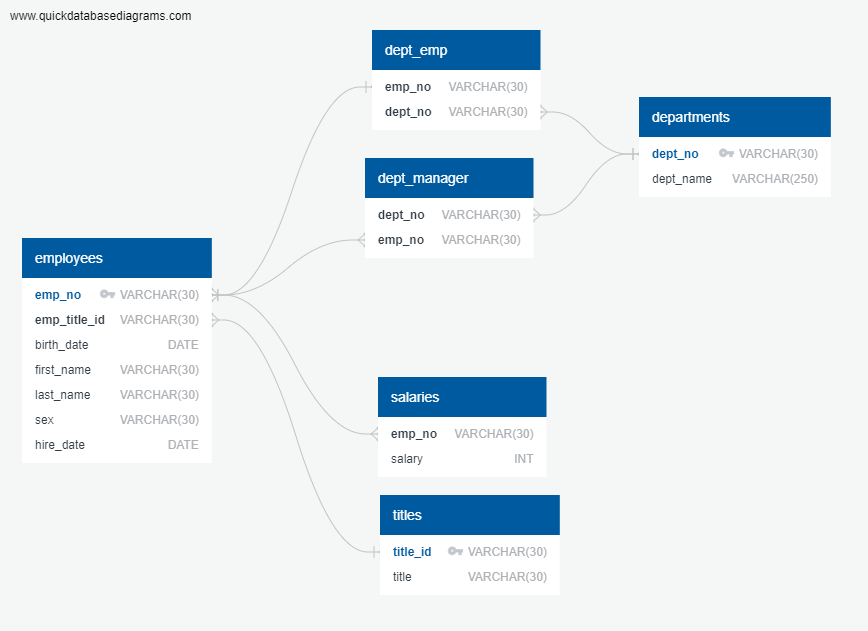 www.quickdatabasediagrams.com
dept_emp
emp_no VARCHAR(30)
dept_no VARCHAR(30)
departments
dept_no VARCHAR(30)
dept_name VARCHAR(250)
dept_manager
dept_no VARCHAR(30)
emp_no VARCHAR(30)
employees
emp_no VARCHAR(30)
emp_title_id VARCHAR(30)
birth_date DATE
first_name VARCHAR(30)
last_name VARCHAR(30)
sex VARCHAR(30)
hire_date DATE
salaries
emp_no VARCHAR(30)
salary INT
titles
title_id VARCHAR(30)
title VARCHAR(30)